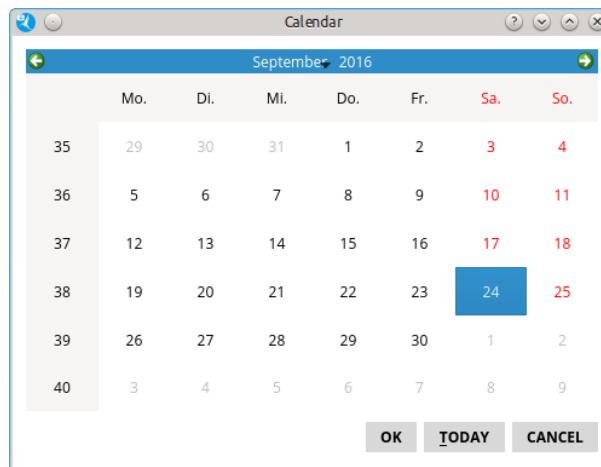 Calendar
September 2016
Mo. Di. Mi. Do. Fr. Sa. So.
35 29 30 31 1 2 3 4
36 5 6 7 8 9 10 11
37 12 13 14 15 16 17 18
38 19 20 21 22 23 24 25
39 26 27 28 29 30 1 2
40 3 4 5 6 7 8 9
OK TODAY CANCEL